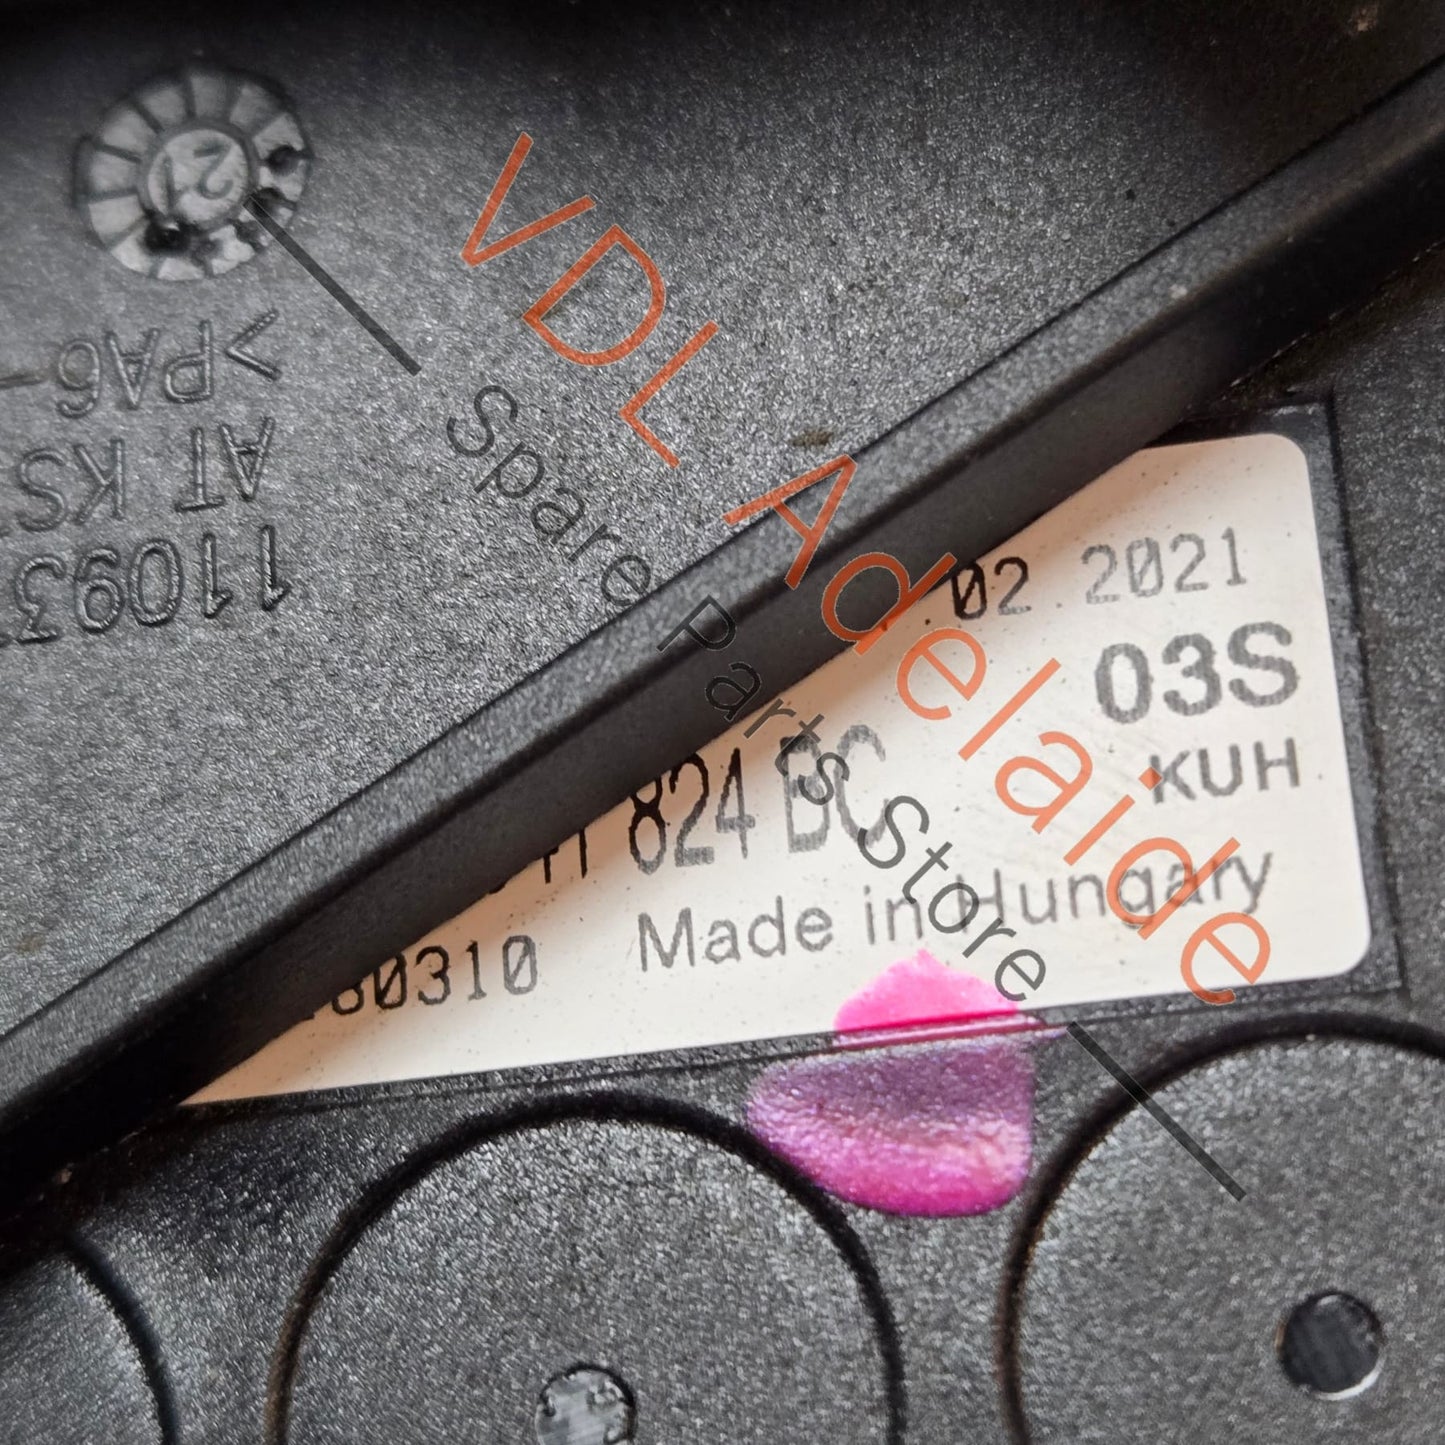 21
>PA6-
AT KS
11093
VDL Adelaide
Spare Parts Store
.02.2021
03S
KUH
824 BC
Made in Hungary
80310